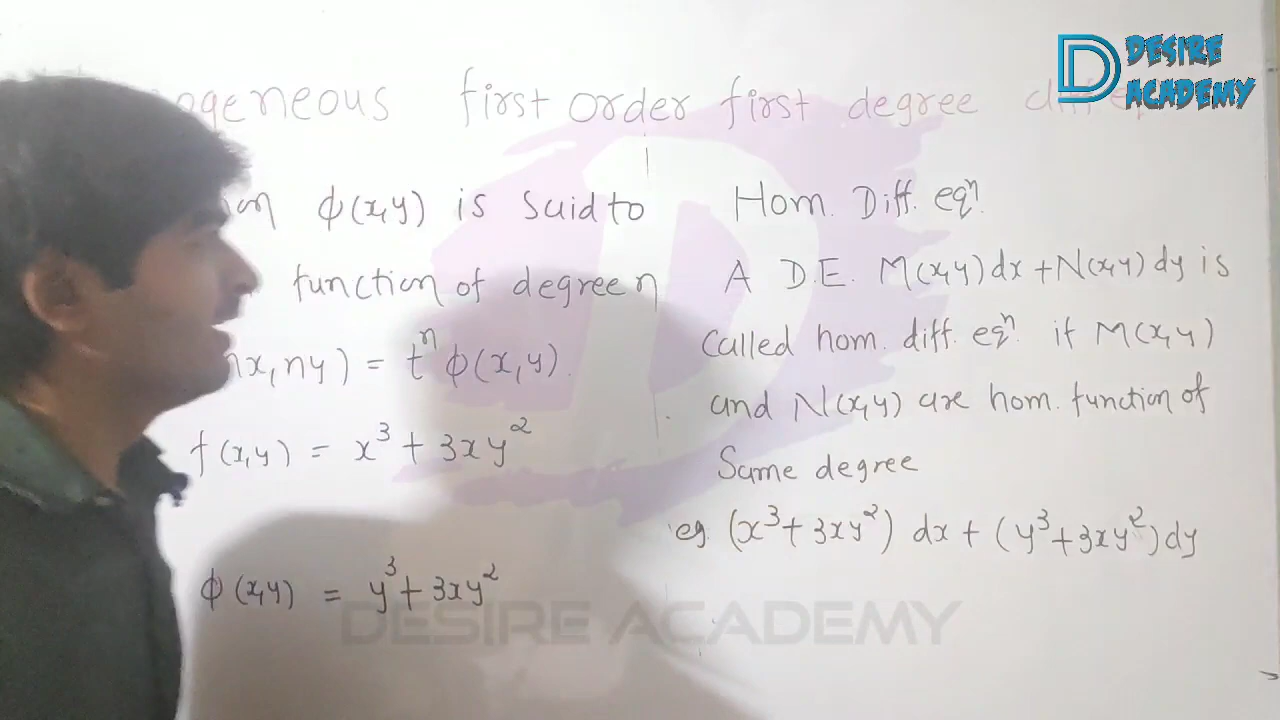 DESIRE
ACADEMY
ogeneous first order first degree
ϕ(x,y) is said to
function of degree n
x, ny) = tⁿ ϕ(x,y).
f(x,y) = x³ + 3xy²
ϕ(x,y) = y³ + 3xy²
Hom. Diff. eqⁿ.
A D.E. M(x,y)dx + N(x,y)dy is
called hom. diff. eqⁿ if M(x,y)
and N(x,y) are hom. function of
Same degree
eg. (x³ + 3xy²) dx + (y³ + 3xy²)dy
DESIRE ACADEMY